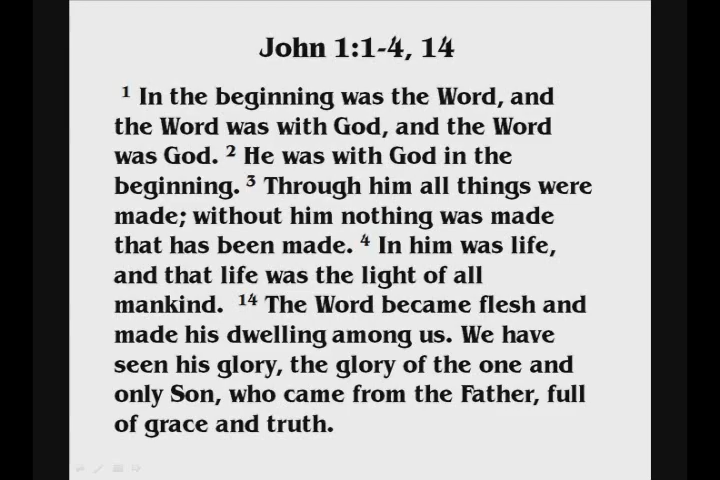 John 1:1-4, 14
1 In the beginning was the Word, and
the Word was with God, and the Word
was God. 2 He was with God in the
beginning. 3 Through him all things were
made; without him nothing was made
that has been made. 4 In him was life,
and that life was the light of all
mankind. 14 The Word became flesh and
made his dwelling among us. We have
seen his glory, the glory of the one and
only Son, who came from the Father, full
of grace and truth.